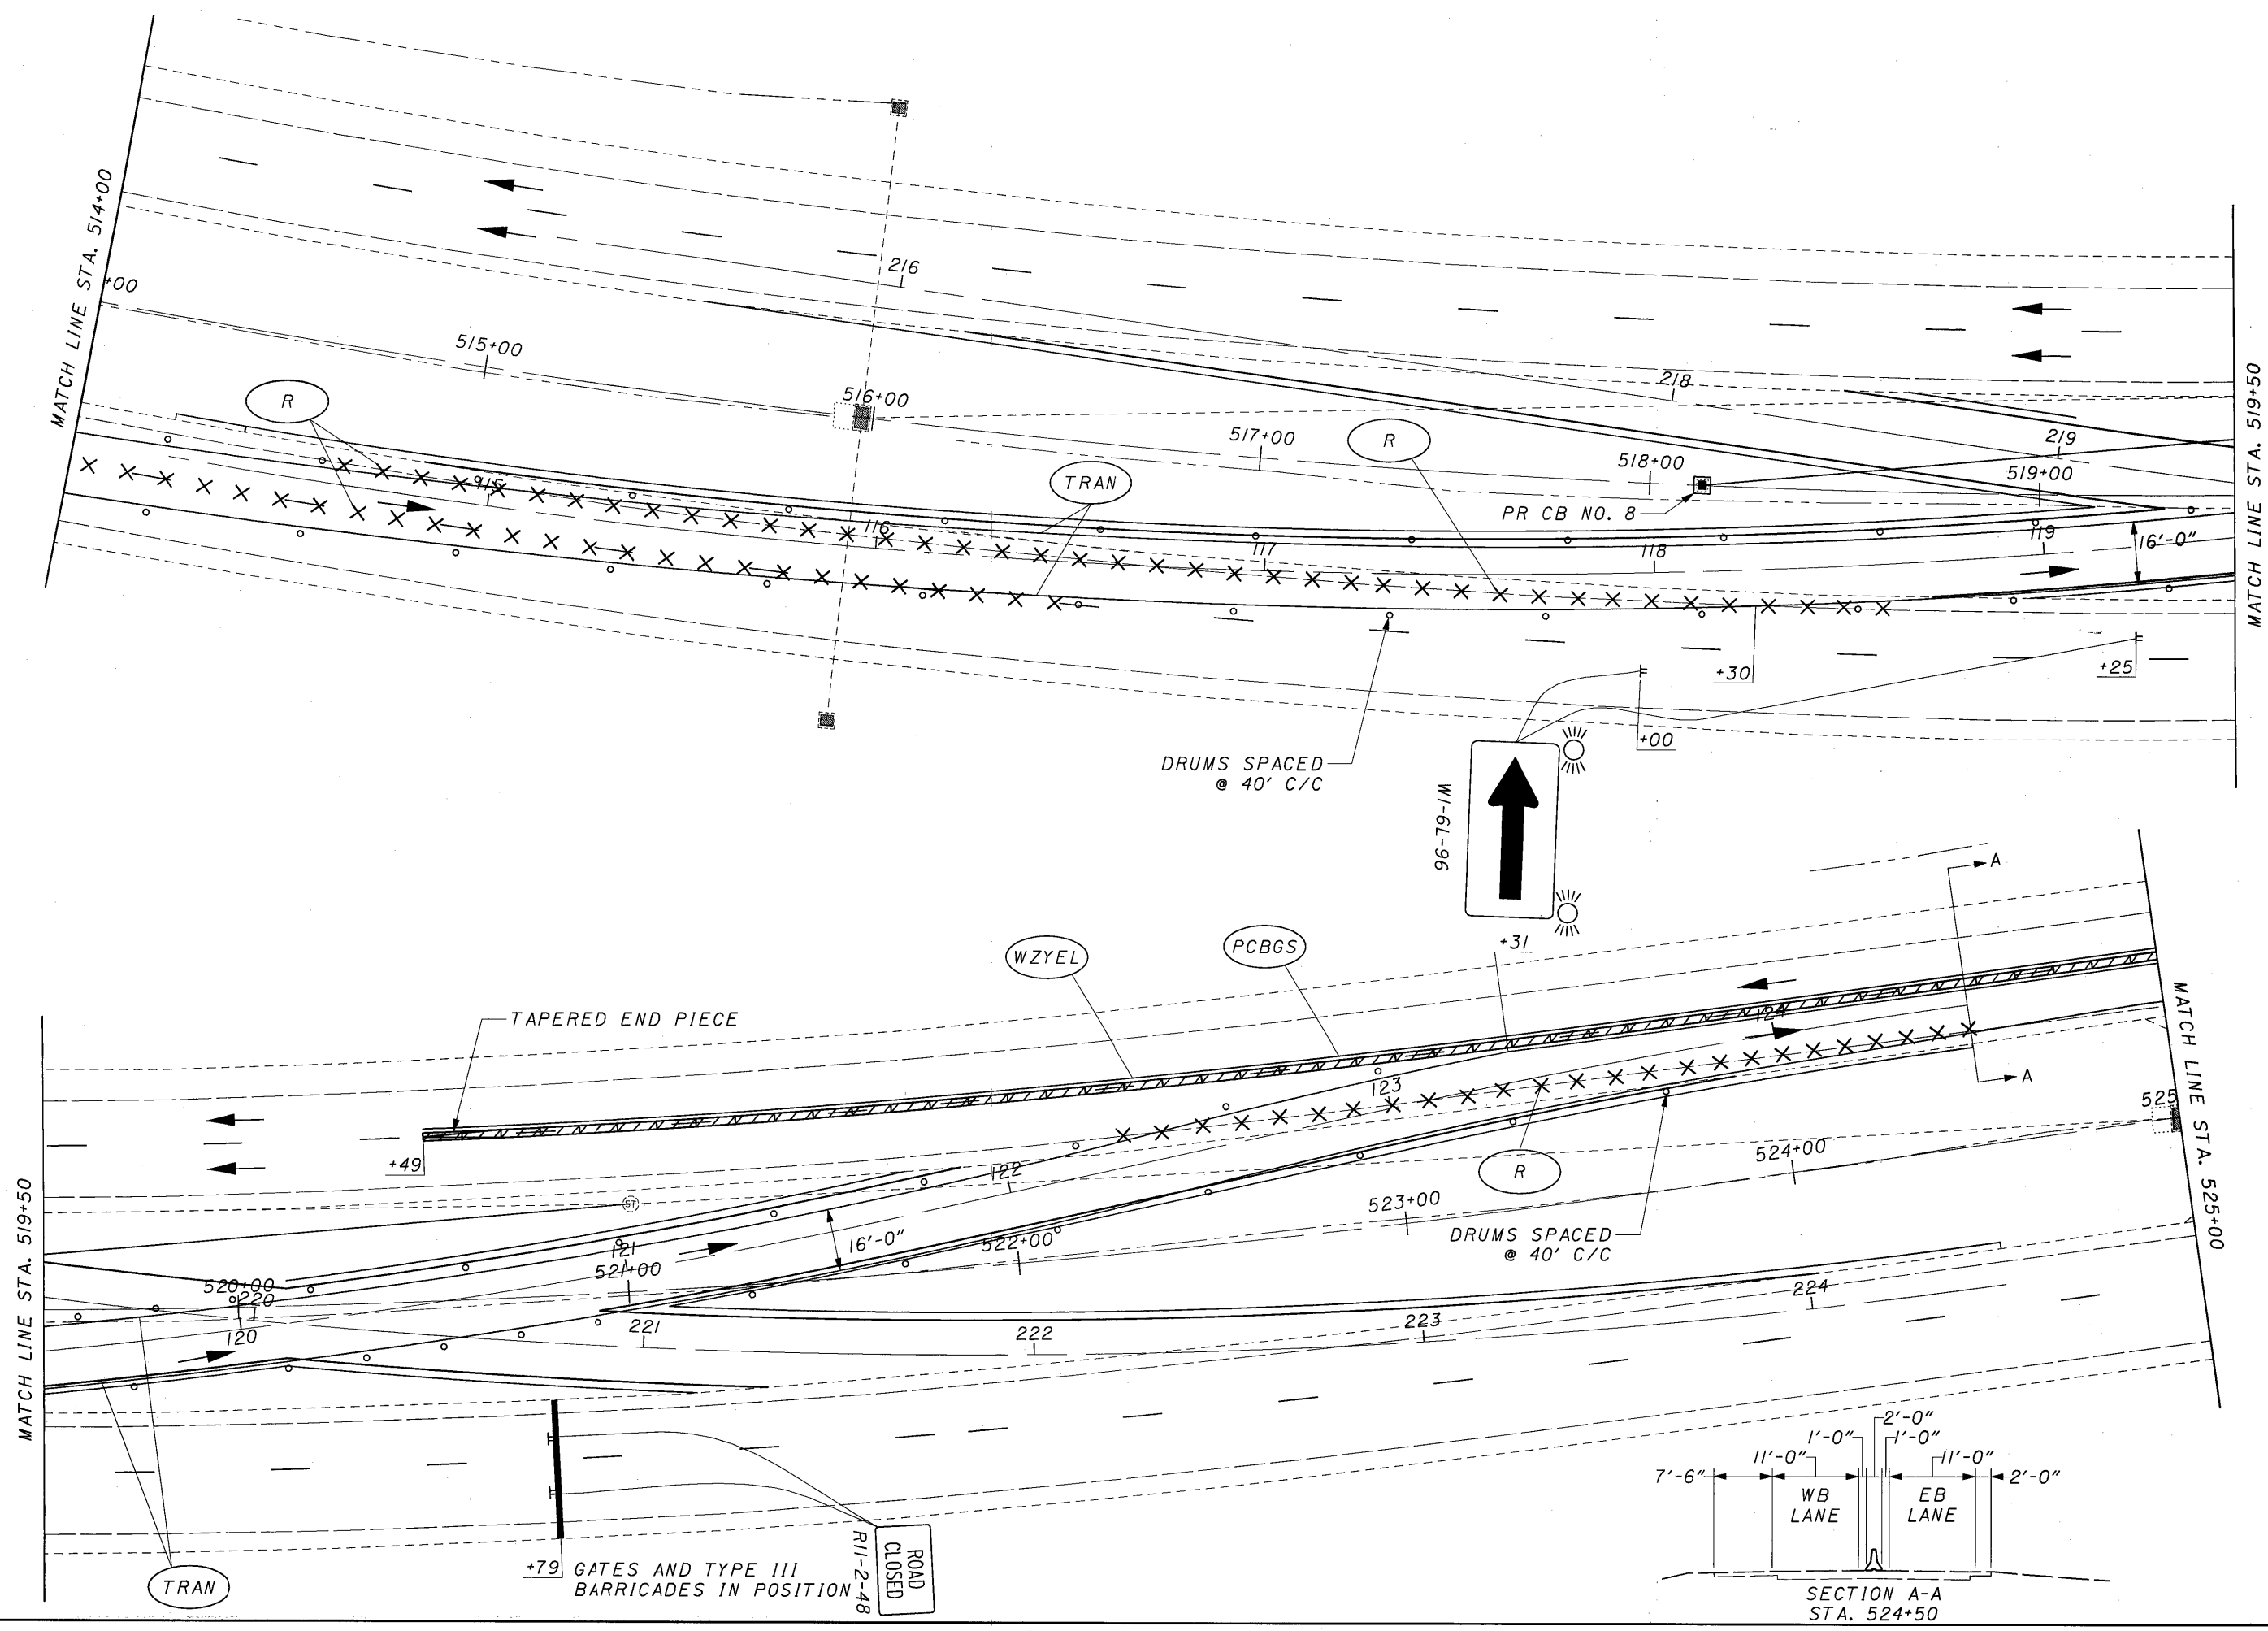 MATCH LINE STA. 514+00
+00
515+00
216
516+00
517+00
218
518+00
219
519+00
MATCH LINE STA. 519+50
R
R
TRAN
PR CB NO. 8
116
117
118
119
16'-0"
+30
+25
+00
DRUMS SPACED
@ 40' C/C
W1-6L-96
A
+31
WZYEL
PCBGS
TAPERED END PIECE
124
A
MATCH LINE STA. 525+00
525
+49
123
122
R
524+00
523+00
DRUMS SPACED
@ 40' C/C
16'-0"
522+00
121
521+00
520+00
220
120
221
222
223
224
MATCH LINE STA. 519+50
TRAN
+79
GATES AND TYPE III
BARRICADES IN POSITION
R11-2-48
ROAD
CLOSED
2'-0"
1'-0"
1'-0"
11'-0"
11'-0"
7'-6"
2'-0"
WB
LANE
EB
LANE
SECTION A-A
STA. 524+50